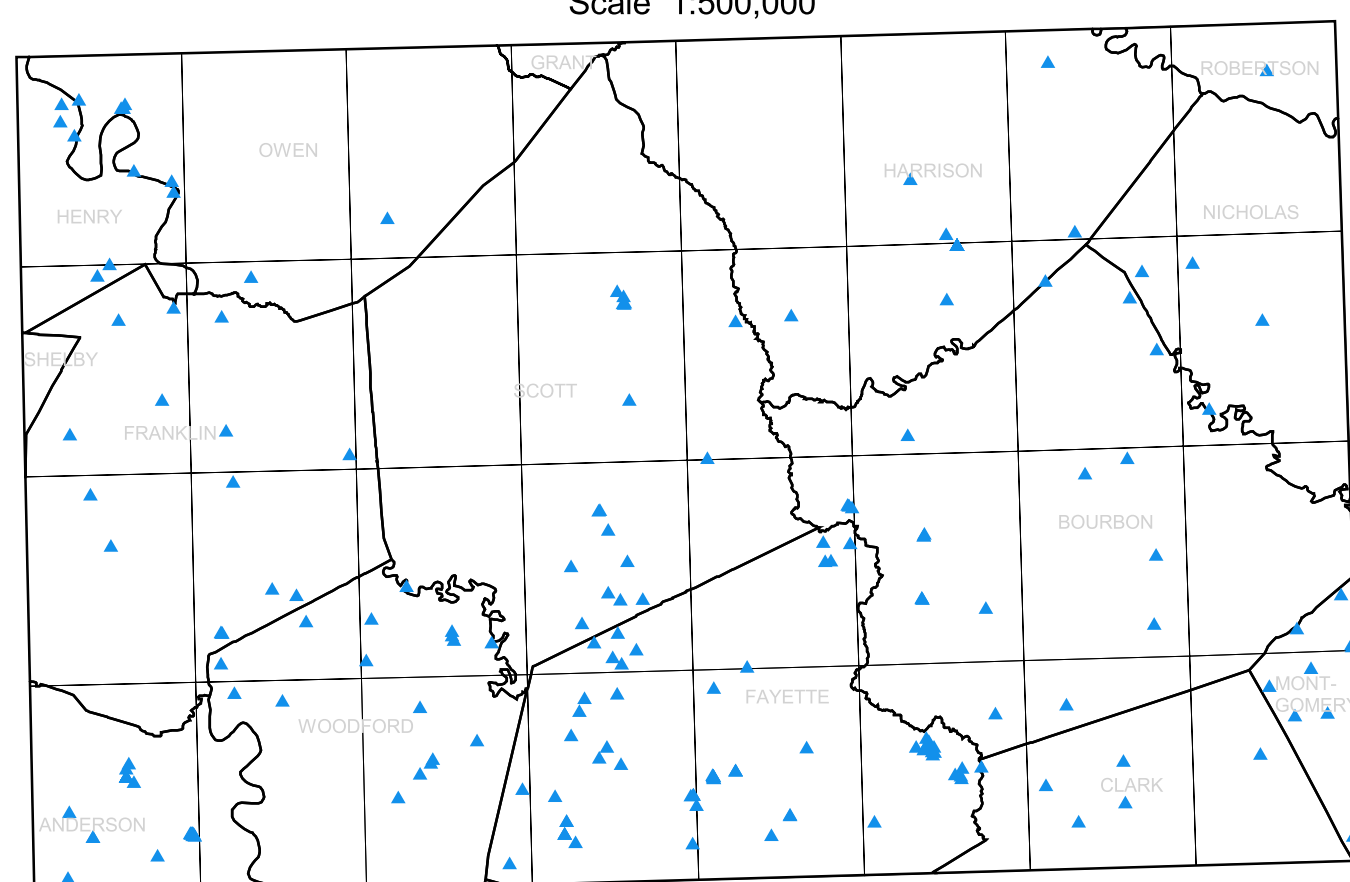 Scale 1:500,000
GRANT
ROBERTSON
OWEN
HARRISON
HENRY
NICHOLAS
SHELBY
SCOTT
FRANKLIN
BOURBON
MONT-
GOMERY
FAYETTE
WOODFORD
CLARK
ANDERSON